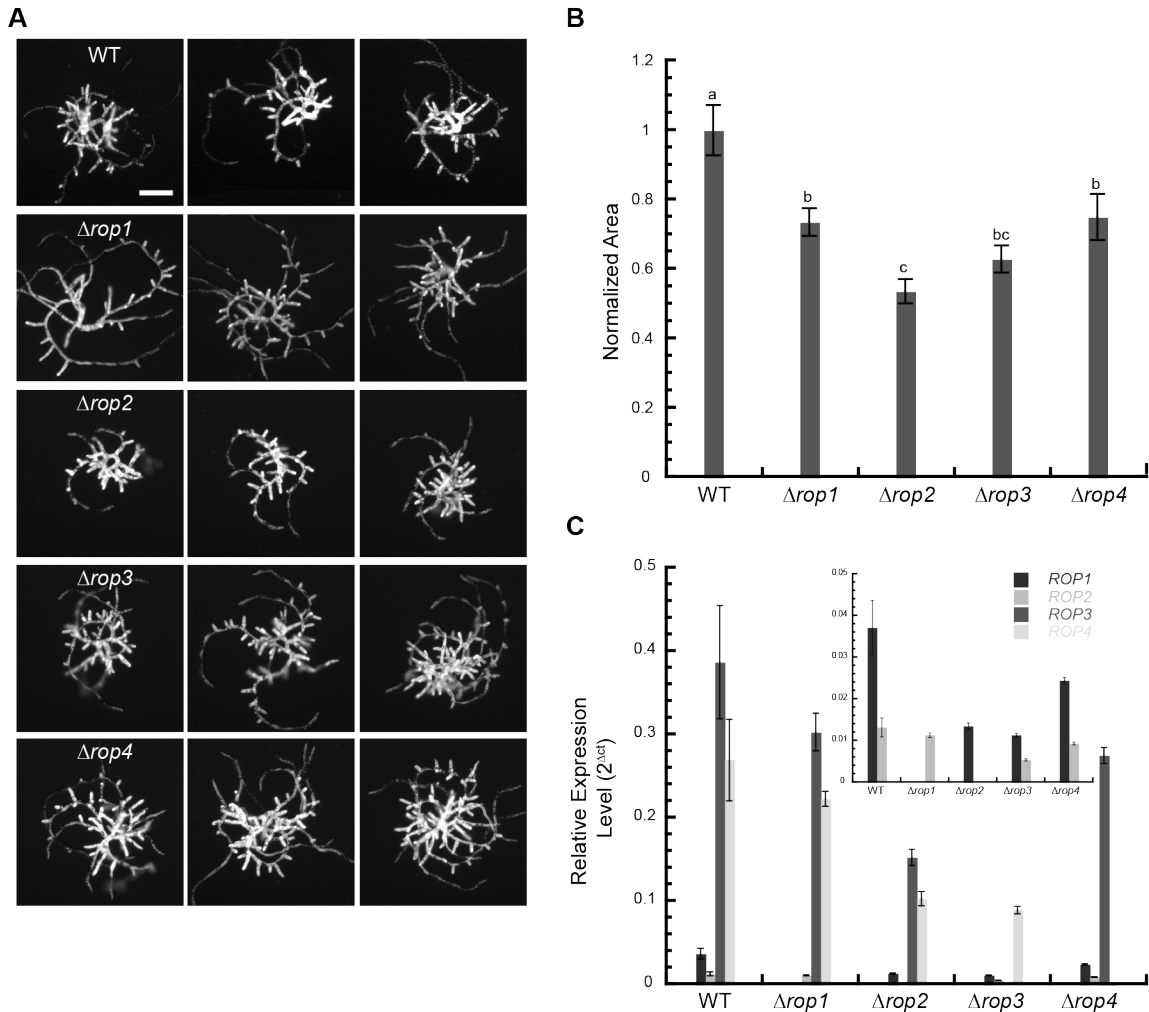 A
WT
Δrop1
Δrop2
Δrop3
Δrop4
B
Normalized Area
1.2
1
0.8
0.6
0.4
0.2
0
a
b
c
bc
b
WT Δrop1 Δrop2 Δrop3 Δrop4
C
Relative Expression
Level (2^Δct)
0.5
0.4
0.3
0.2
0.1
0
0.05
0.04
0.03
0.02
0.01
0
WT Δrop1 Δrop2 Δrop3 Δrop4
ROP1
ROP2
ROP3
ROP4
WT Δrop1 Δrop2 Δrop3 Δrop4